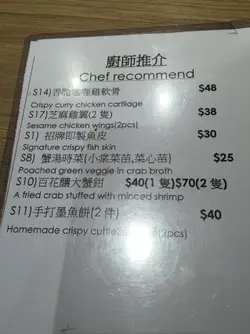 廚師推介
Chef recommend
S14)香脆咖喱雞軟骨 $48
Crispy curry chicken cartilage
S17)芝麻雞翼(2 隻) $38
Sesame chicken wings(2pcs)
S1) 招牌即製魚皮 $30
Signature crispy fish skin
S8) 蟹湯時菜(小棠菜苗,菜心苗) $25
Poached green veggie in crab broth
S10)百花釀大蟹鉗 $40(1 隻)$70(2 隻)
A fried crab stuffed with minced shrimp
S11)手打墨魚餅(2 件) $40
Homemade crispy (2pcs)